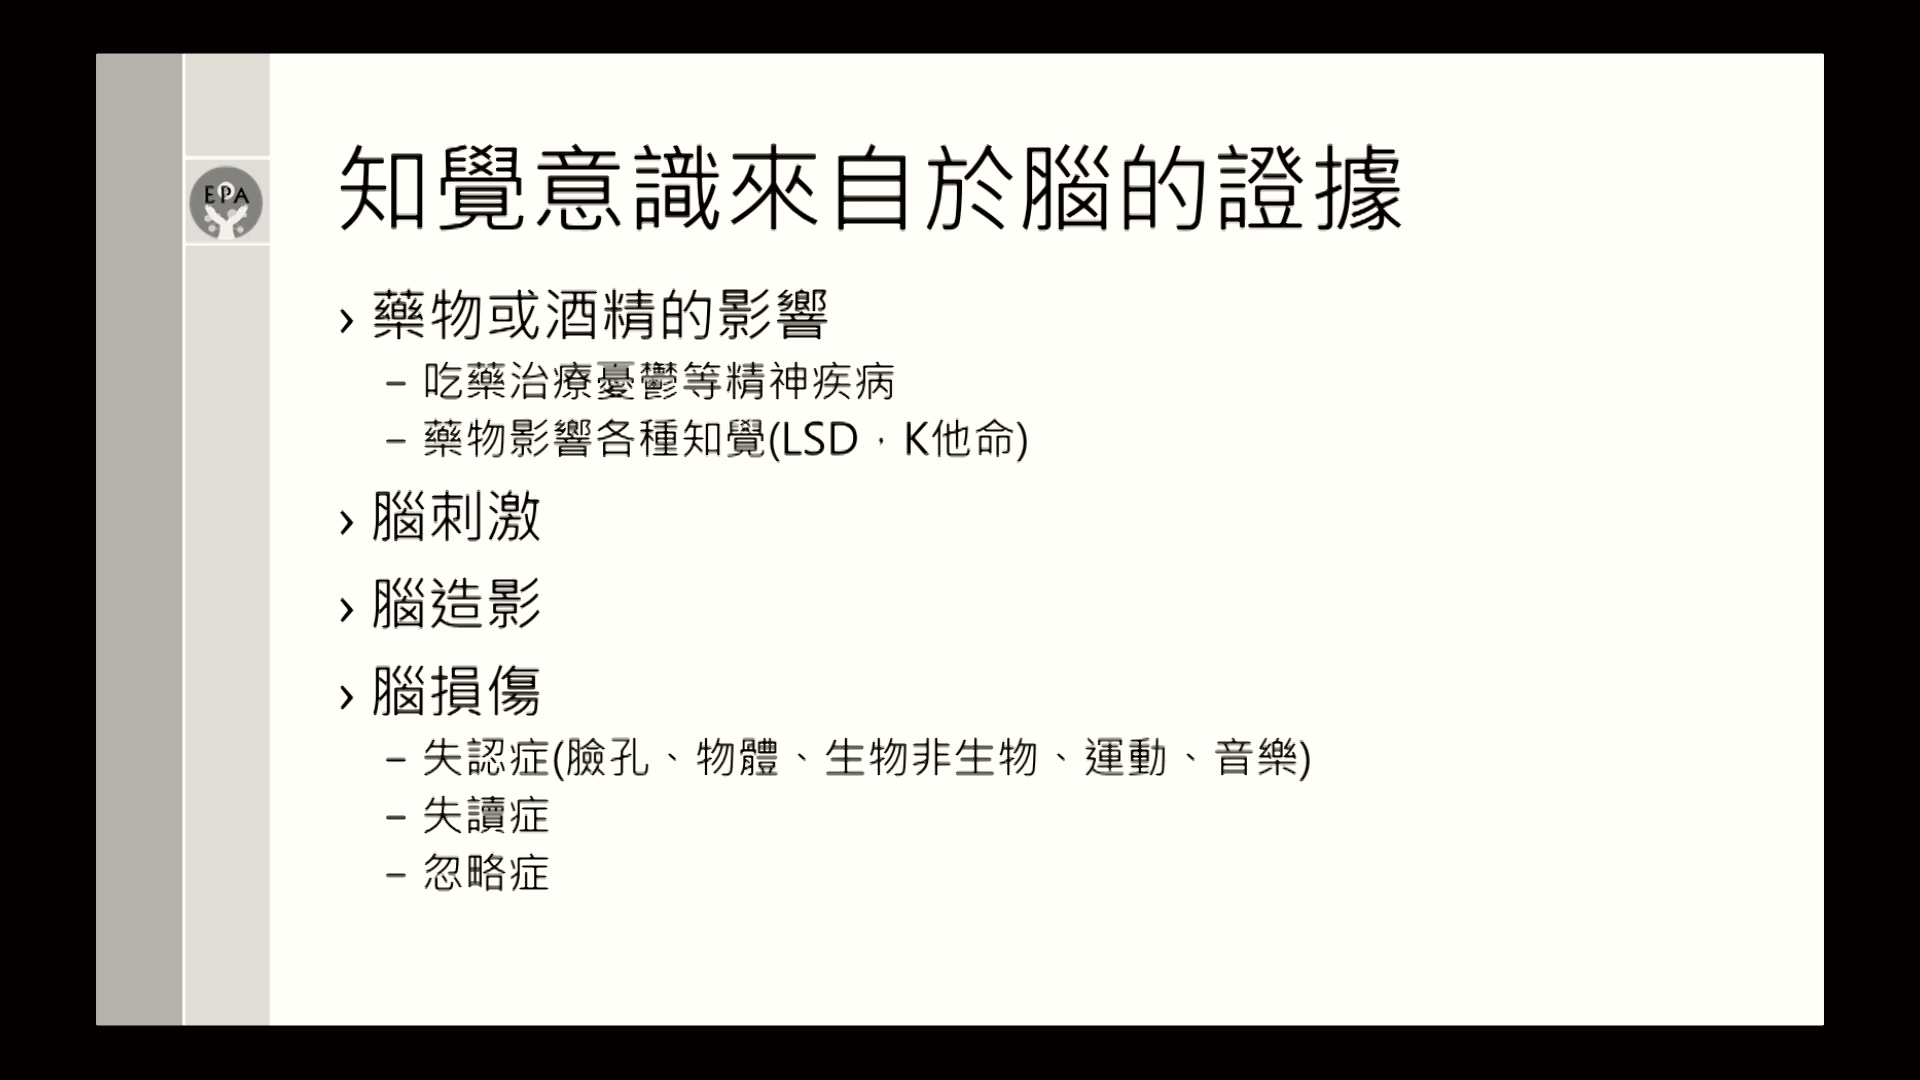 知覺意識來自於腦的證據
EPA
› 藥物或酒精的影響
– 吃藥治療憂鬱等精神疾病
– 藥物影響各種知覺(LSD，K他命)
› 腦刺激
› 腦造影
› 腦損傷
– 失認症(臉孔、物體、生物非生物、運動、音樂)
– 失讀症
– 忽略症